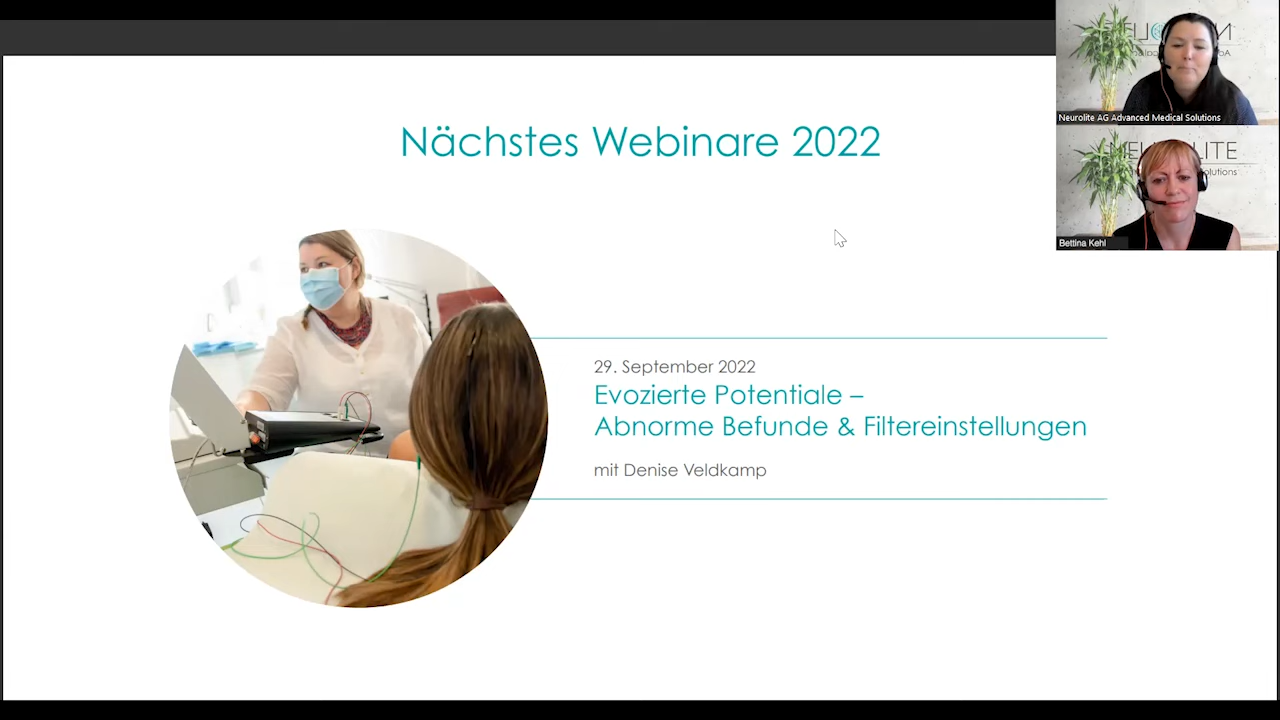 Nächstes Webinare 2022
29. September 2022
Evozierte Potentiale –
Abnorme Befunde & Filtereinstellungen
mit Denise Veldkamp
Neurolite AG Advanced Medical Solutions
Bettina Kehl